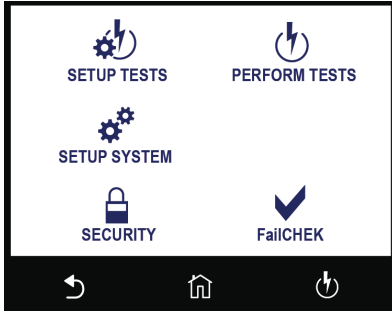 SETUP TESTS
PERFORM TESTS
SETUP SYSTEM
SECURITY
FailCHEK